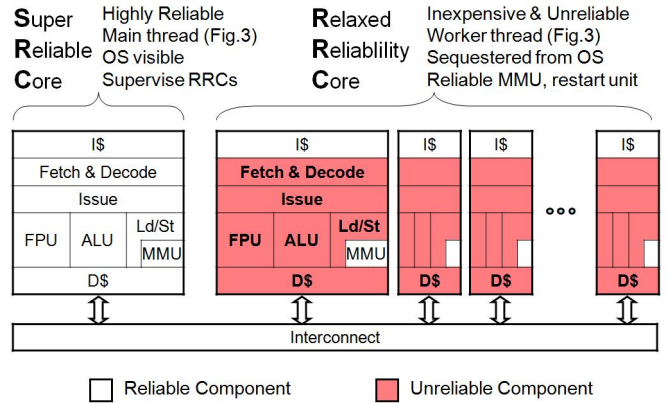 Super
Reliable
Core
Highly Reliable
Main thread (Fig.3)
OS visible
Supervise RRCs
Relaxed
Reliablility
Core
Inexpensive & Unreliable
Worker thread (Fig.3)
Sequestered from OS
Reliable MMU, restart unit
I$
Fetch & Decode
Issue
FPU
ALU
Ld/St
MMU
D$
I$
Fetch & Decode
Issue
FPU
ALU
Ld/St
MMU
D$
I$
D$
I$
D$
I$
D$
Interconnect
Reliable Component
Unreliable Component